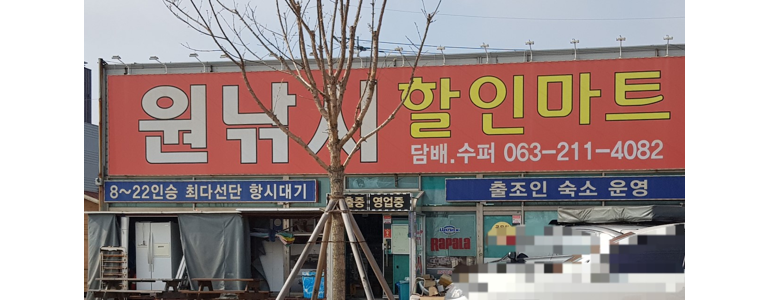 원낚시 할인마트
담배.수퍼 063-211-4082
8~22인승 최다선단 항시대기
출조인 숙소 운영
중 영업중
RAPALA